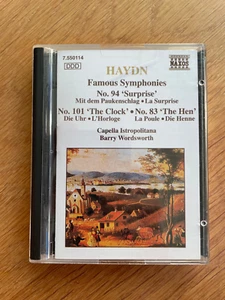 7.550114
DDD
NAXOS
HAYDN
Famous Symphonies
No. 94 ‘Surprise’
Mit dem Paukenschlag • La Surprise
No. 101 ‘The Clock’ • No. 83 ‘The Hen’
Die Uhr • L'Horloge La Poule • Die Henne
Capella Istropolitana
Barry Wordsworth